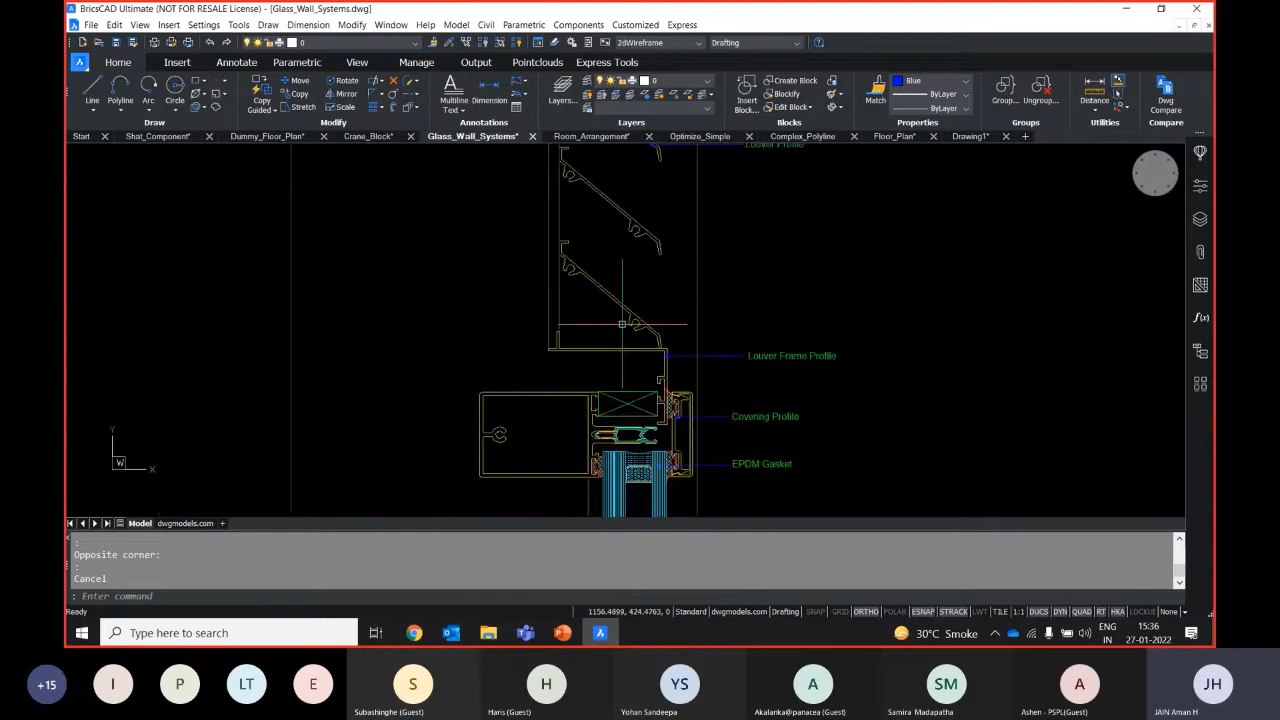 BricsCAD Ultimate (NOT FOR RESALE License) - [Glass_Wall_Systems.dwg]
File Edit View Insert Settings Tools Draw Dimension Modify Window Help Model Civil Parametric Components Customized Express
0 2dWireframe Drafting
Home Insert Annotate Parametric View Manage Output Pointclouds Express Tools
Line Polyline Arc Circle Copy Guided Move Copy Stretch Rotate Mirror Scale Multiline Text Dimension Layers... 0 Insert Block... Create Block Blockify Edit Block Match Blue ByLayer ByLayer Group... Ungroup... Distance Dwg Compare
Draw Modify Annotations Layers Blocks Properties Groups Utilities Compare
Start Shat_Component* Dummy_Floor_Plan* Crane_Block* Glass_Wall_Systems* Room_Arrangement* Optimize_Simple Complex_Polyline Floor_Plan* Drawing1*
Louver Profile
Louver Frame Profile
Covering Profile
EPDM Gasket
Y
W X
f(x)
Model dwgmodels.com +
:
Opposite corner:
:
Cancel
: Enter command
Ready 1156.4899, 424.4763, 0 Standard dwgmodels.com Drafting SNAP GRID ORTHO POLAR ESNAP STRACK LWT TILE 1:1 DUCS DYN QUAD RT HKA LOCKUI None
Type here to search 30°C Smoke ENG IN 15:36 27-01-2022
+15 I P LT E S H YS A SM A JH
Subashinghe (Guest) Haris (Guest) Yohan Sandeepa Akalanka@panacea (Guest) Samira Madapatha Ashen - PSPL(Guest) JAIN Aman H